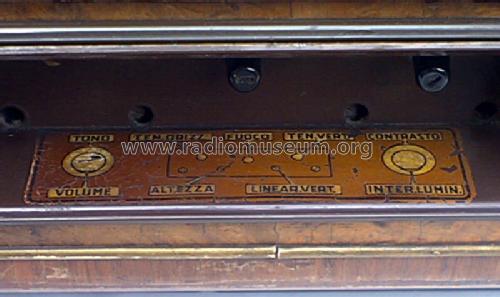 TONO TEN.ORIZZ. FUOCO TEN.VERT. CONTRASTO
www.radiomuseum.org
VOLUME ALTEZZA LINEAR.VERT. INTER.LUMIN.